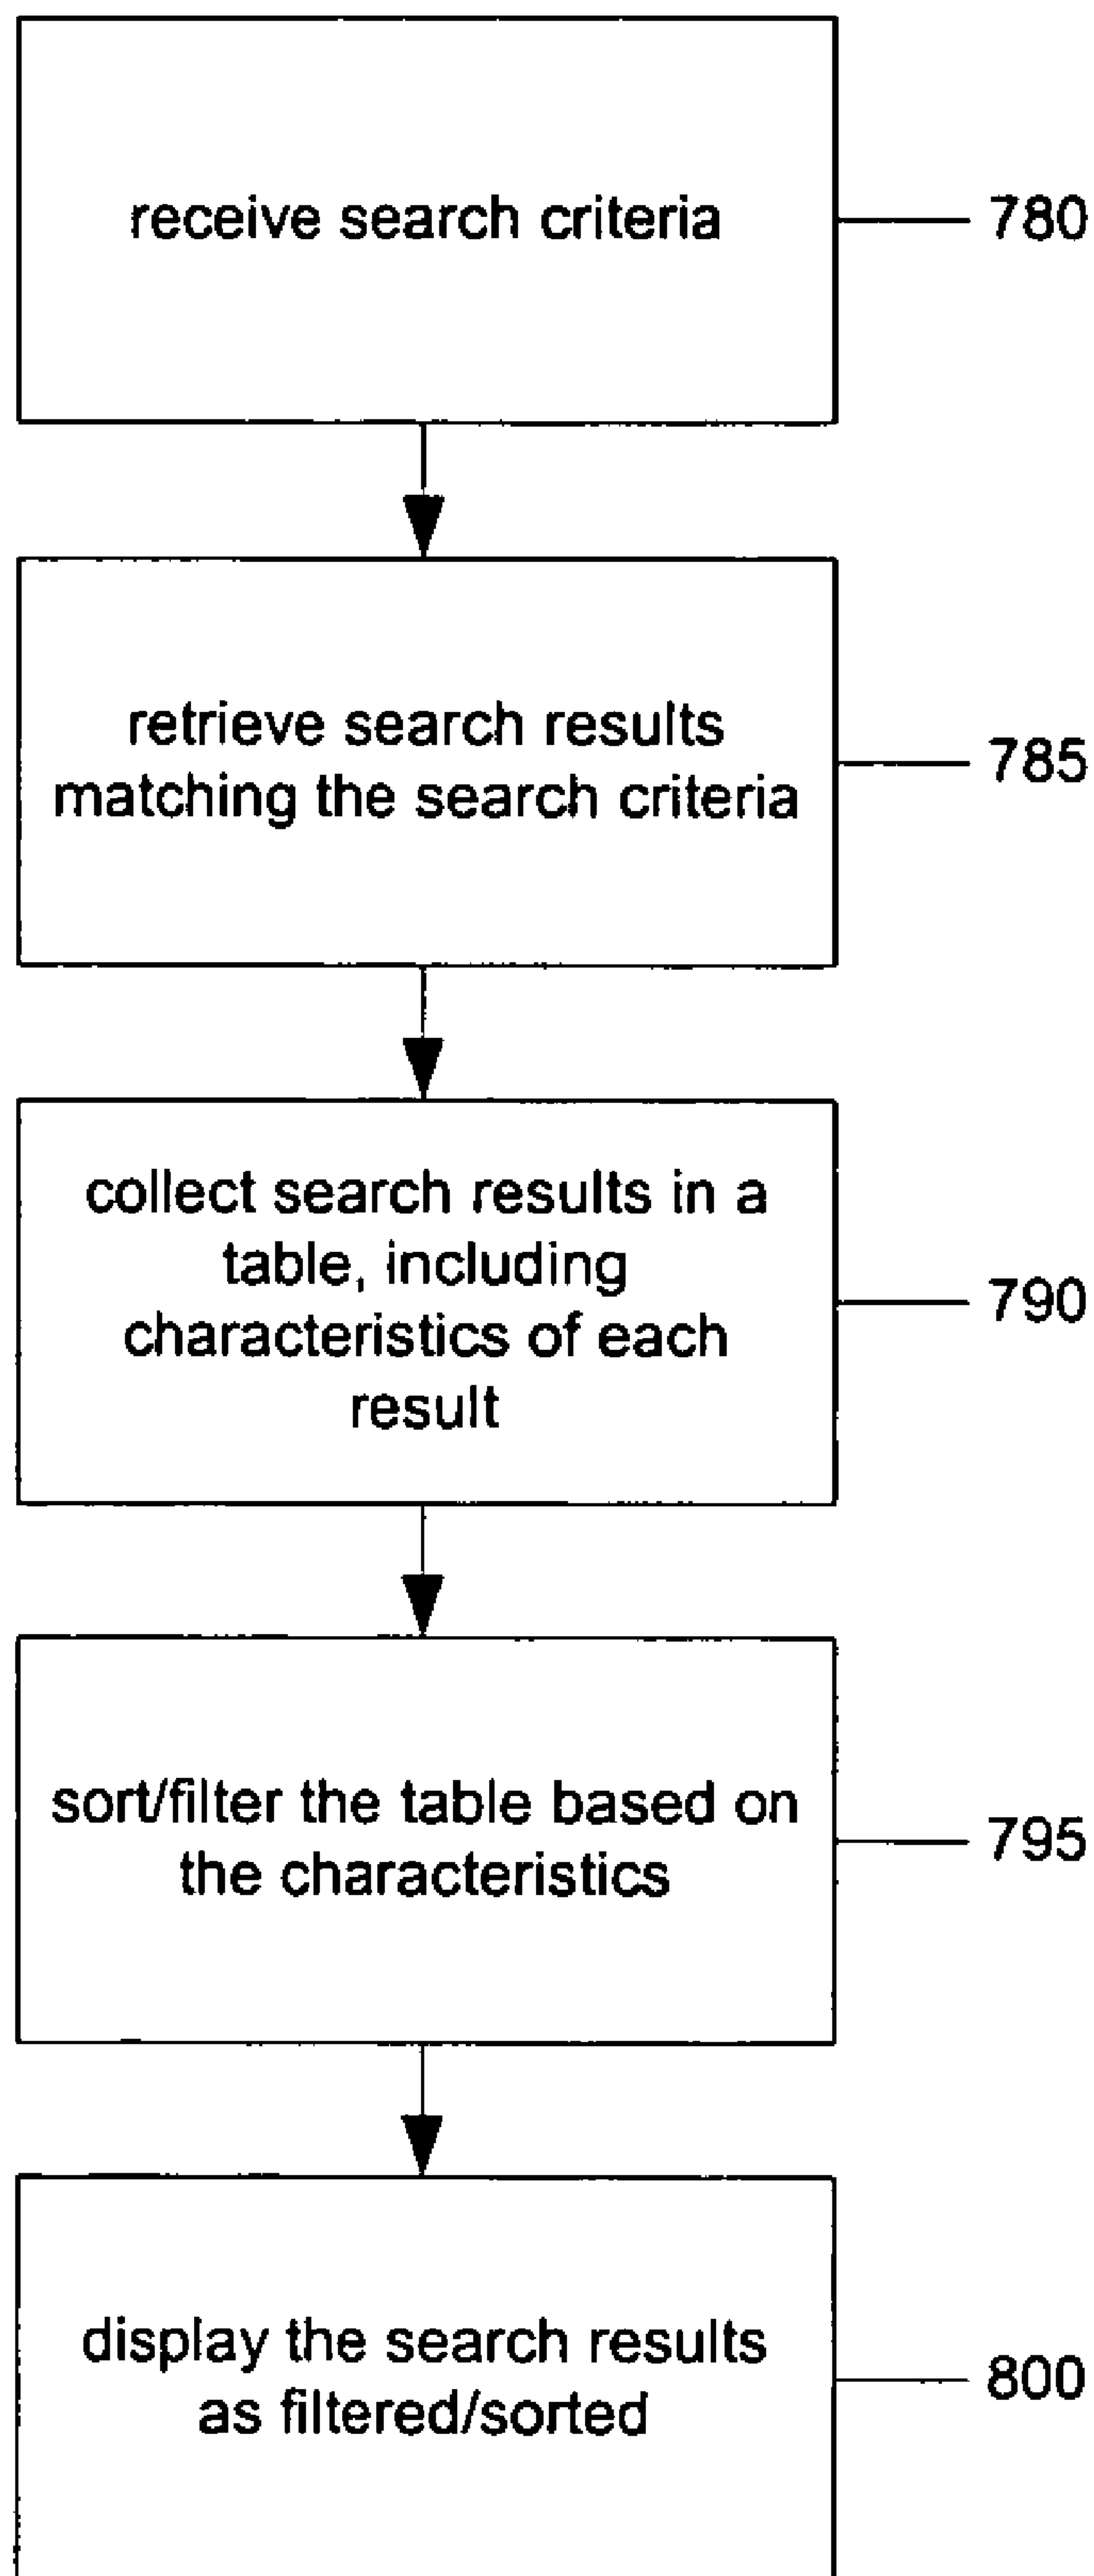 receive search criteria
780
retrieve search results
matching the search criteria
785
collect search results in a
table, including
characteristics of each
result
790
sort/filter the table based on
the characteristics
795
display the search results
as filtered/sorted
800